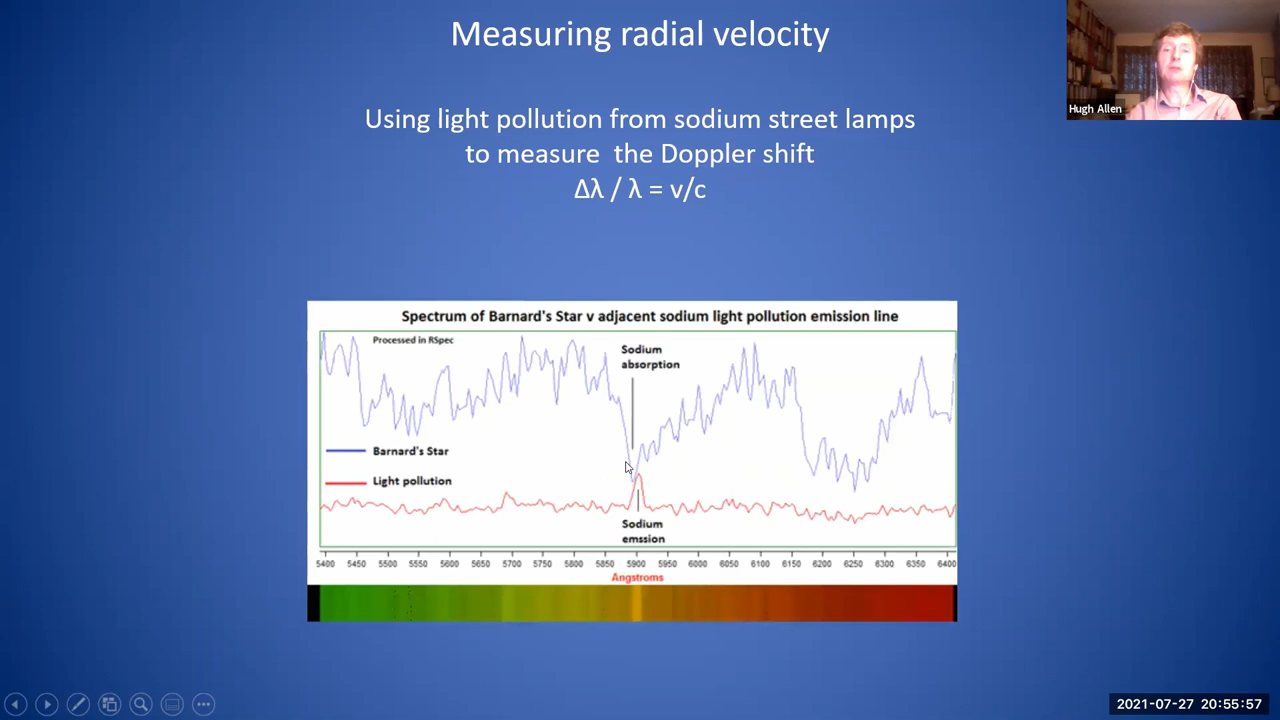 Measuring radial velocity
Hugh Allen
Using light pollution from sodium street lamps
to measure the Doppler shift
Δλ / λ = v/c
Spectrum of Barnard's Star v adjacent sodium light pollution emission line
Processed in RSpec
Sodium
absorption
Barnard's Star
Light pollution
Sodium
emssion
5400 5450 5500 5550 5600 5650 5700 5750 5800 5850 5900 5950 6000 6050 6100 6150 6200 6250 6300 6350 6400
Angstroms
2021-07-27 20:55:57